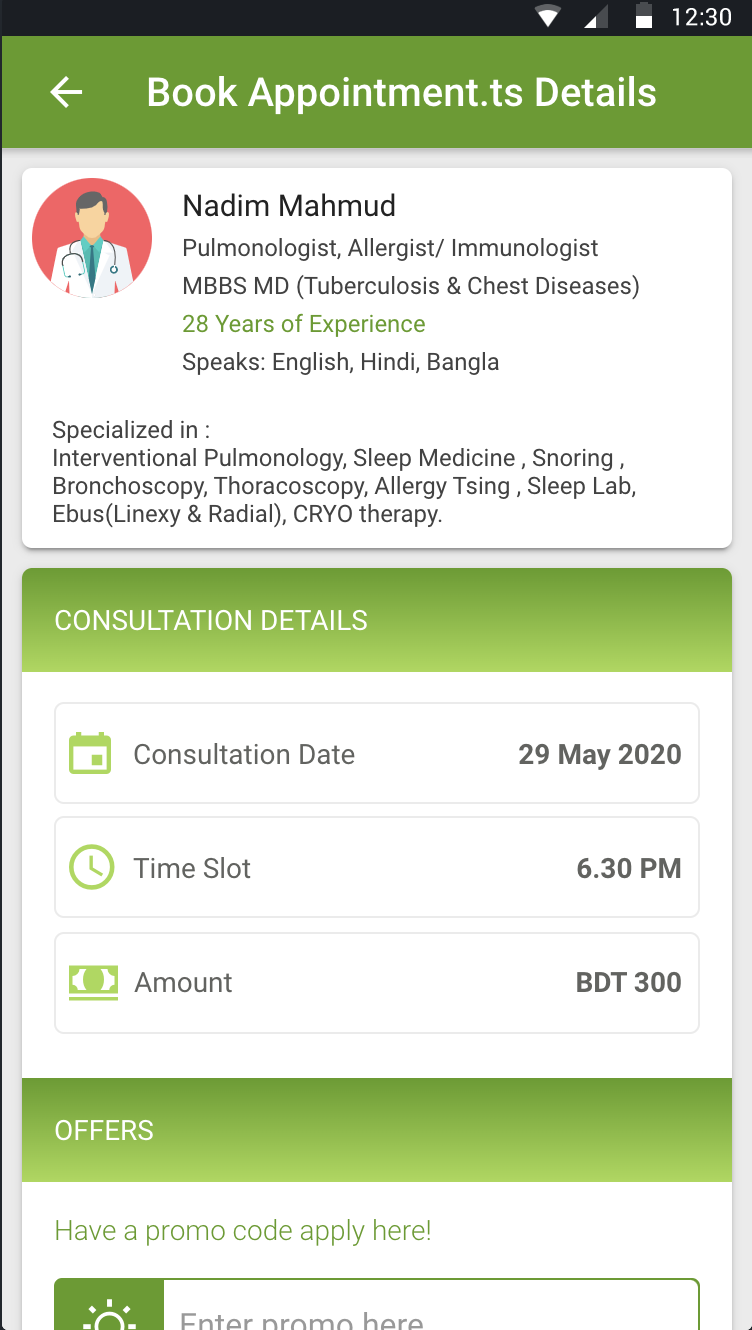 12:30
Book Appointment.ts Details
Nadim Mahmud
Pulmonologist, Allergist/ Immunologist
MBBS MD (Tuberculosis & Chest Diseases)
28 Years of Experience
Speaks: English, Hindi, Bangla
Specialized in :
Interventional Pulmonology, Sleep Medicine , Snoring ,
Bronchoscopy, Thoracoscopy, Allergy Tsing , Sleep Lab,
Ebus(Linexy & Radial), CRYO therapy.
CONSULTATION DETAILS
Consultation Date 29 May 2020
Time Slot 6.30 PM
Amount BDT 300
OFFERS
Have a promo code apply here!
Enter promo here